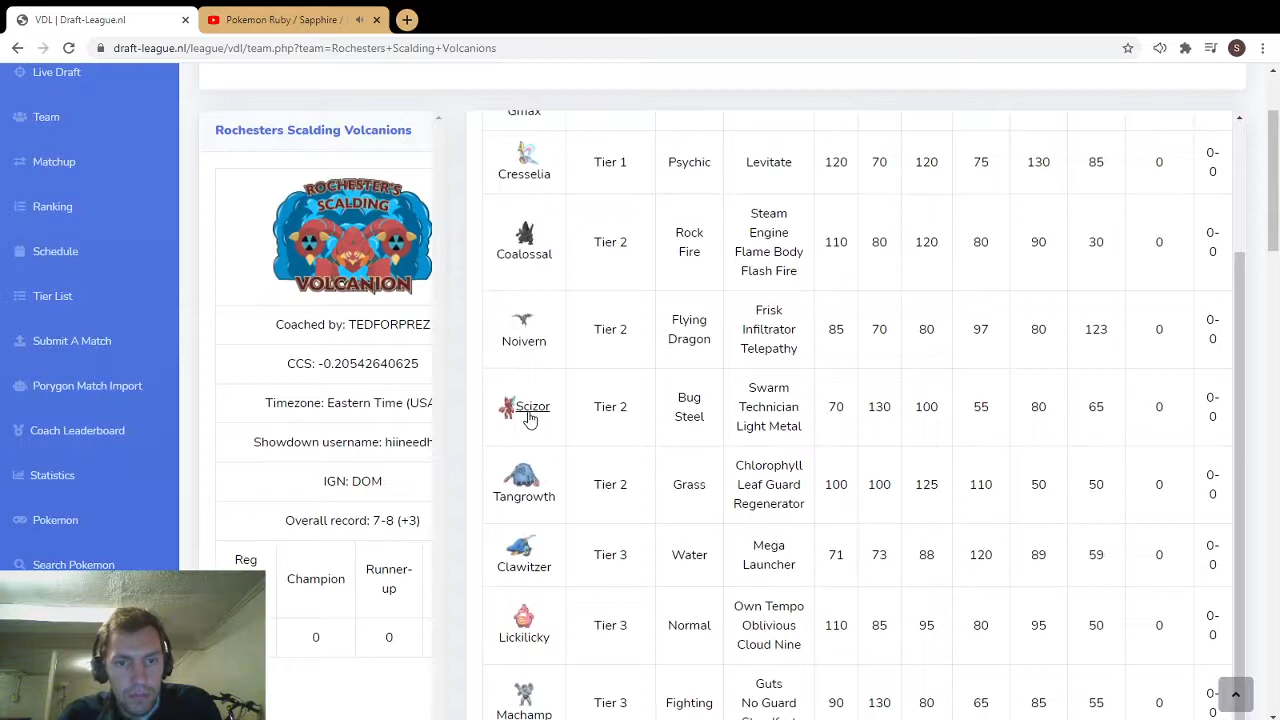 VDL | Draft-League.nl
Pokemon Ruby / Sapphire /
draft-league.nl/league/vdl/team.php?team=Rochesters+Scalding+Volcanions
S
Live Draft
Team
Matchup
Ranking
Schedule
Tier List
Submit A Match
Porygon Match Import
Coach Leaderboard
Statistics
Pokemon
Search Pokemon
Rochesters Scalding Volcanions
ROCHESTER'S
SCALDING
VOLCANION
Coached by: TEDFORPREZ
CCS: -0.20542640625
Timezone: Eastern Time (USA
Showdown username: hiineedh
IGN: DOM
Overall record: 7-8 (+3)
Reg
Champion
Runner-
up
0
0
Gmax
Cresselia Tier 1 Psychic Levitate 120 70 120 75 130 85 0 0-
0
Coalossal Tier 2 Rock
Fire
Steam
Engine
Flame Body
Flash Fire
110 80 120 80 90 30 0 0-
0
Noivern Tier 2 Flying
Dragon
Frisk
Infiltrator
Telepathy
85 70 80 97 80 123 0 0-
0
Scizor Tier 2 Bug
Steel
Swarm
Technician
Light Metal
70 130 100 55 80 65 0 0-
0
Tangrowth Tier 2 Grass Chlorophyll
Leaf Guard
Regenerator
100 100 125 110 50 50 0 0-
0
Clawitzer Tier 3 Water Mega
Launcher
71 73 88 120 89 59 0 0-
0
Lickilicky Tier 3 Normal Own Tempo
Oblivious
Cloud Nine
110 85 95 80 95 50 0 0-
0
Machamp Tier 3 Fighting Guts
No Guard
90 130 80 65 85 55 0 0-
0